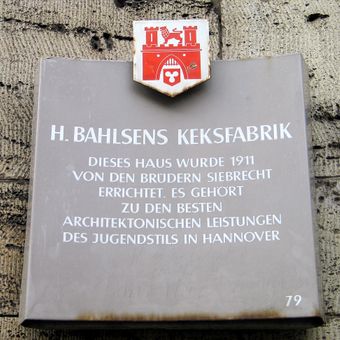 H. BAHLSENS KEKSFABRIK
DIESES HAUS WURDE 1911
VON DEN BRÜDERN SIEBRECHT
ERRICHTET. ES GEHÖRT
ZU DEN BESTEN
ARCHITEKTONISCHEN LEISTUNGEN
DES JUGENDSTILS IN HANNOVER
79